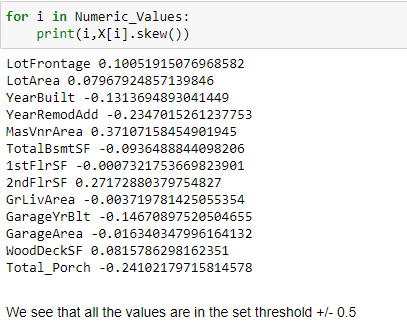 for i in Numeric_Values:
    print(i,X[i].skew())
LotFrontage 0.10051915076968582
LotArea 0.07967924857139846
YearBuilt -0.1313694893041449
YearRemodAdd -0.2347015261237753
MasVnrArea 0.37107158454901945
TotalBsmtSF -0.0936488844098206
1stFlrSF -0.0007321753669823901
2ndFlrSF 0.27172880379754827
GrLivArea -0.003719781425055354
GarageYrBlt -0.14670897520504655
GarageArea -0.016340347996164132
WoodDeckSF 0.0815786298162351
Total_Porch -0.24102179715814578
We see that all the values are in the set threshold +/- 0.5